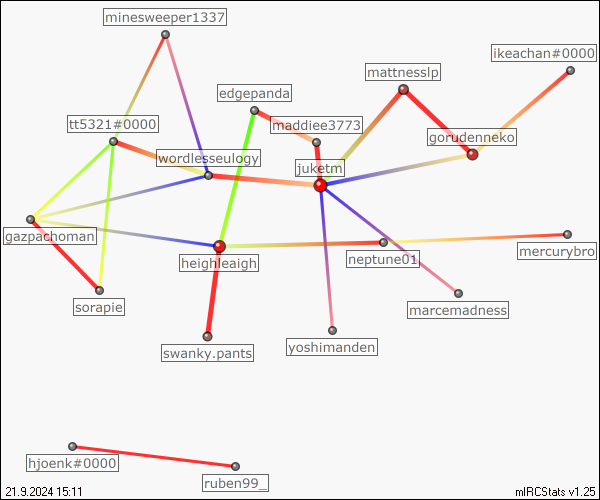 minesweeper1337
ikeachan#0000
mattnesslp
edgepanda
maddiee3773
tt5321#0000
gorudenneko
wordlesseulogy
juketm
gazpachoman
heighleaigh
neptune01
mercurybro
sorapie
marcemadness
swanky.pants
yoshimanden
hjoenk#0000
ruben99_
21.9.2024 15:11
mIRCStats v1.25